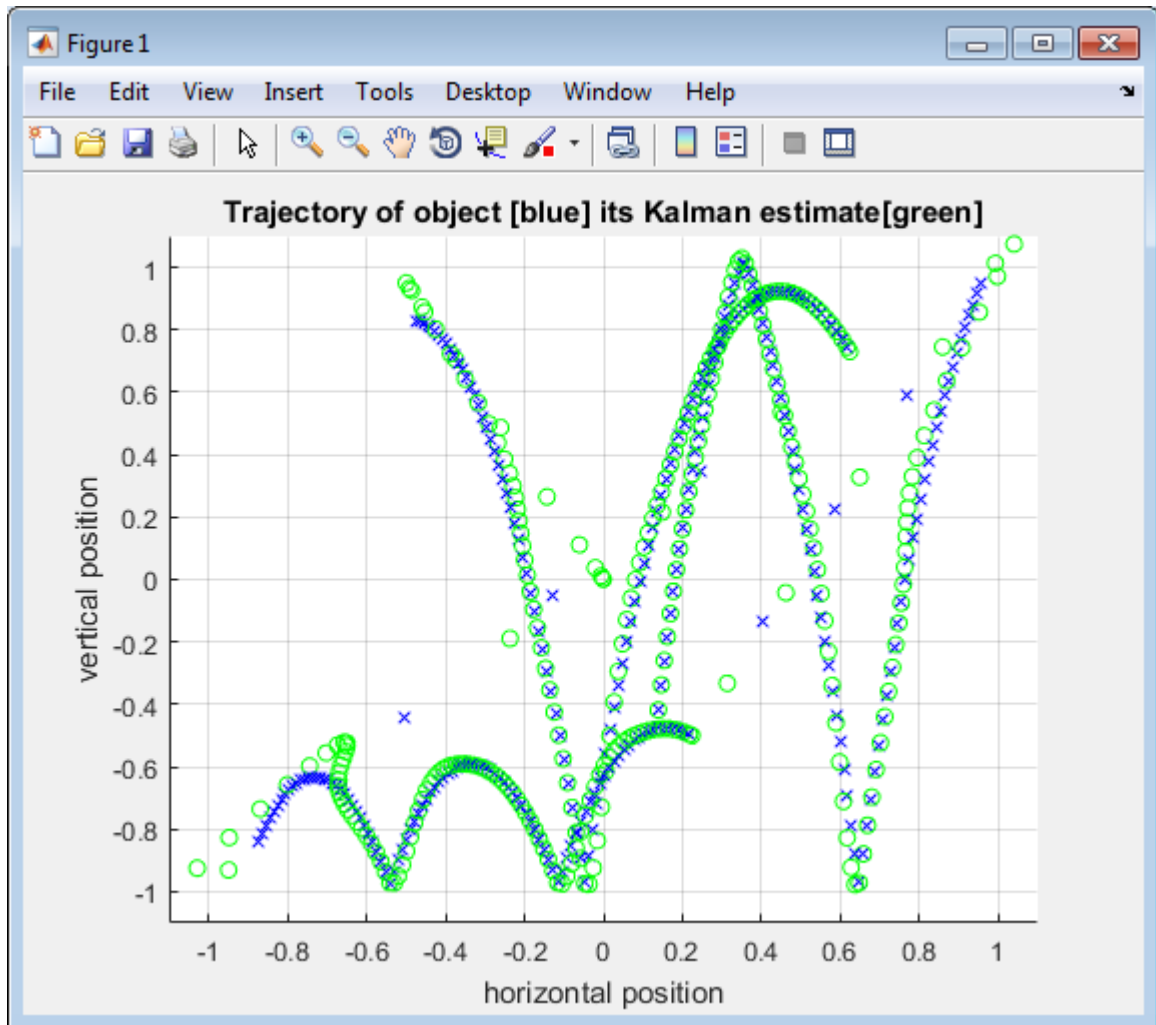 Figure 1
File Edit View Insert Tools Desktop Window Help
Trajectory of object [blue] its Kalman estimate[green]
1
0.8
0.6
0.4
0.2
0
-0.2
-0.4
-0.6
-0.8
-1
vertical position
-1 -0.8 -0.6 -0.4 -0.2 0 0.2 0.4 0.6 0.8 1
horizontal position